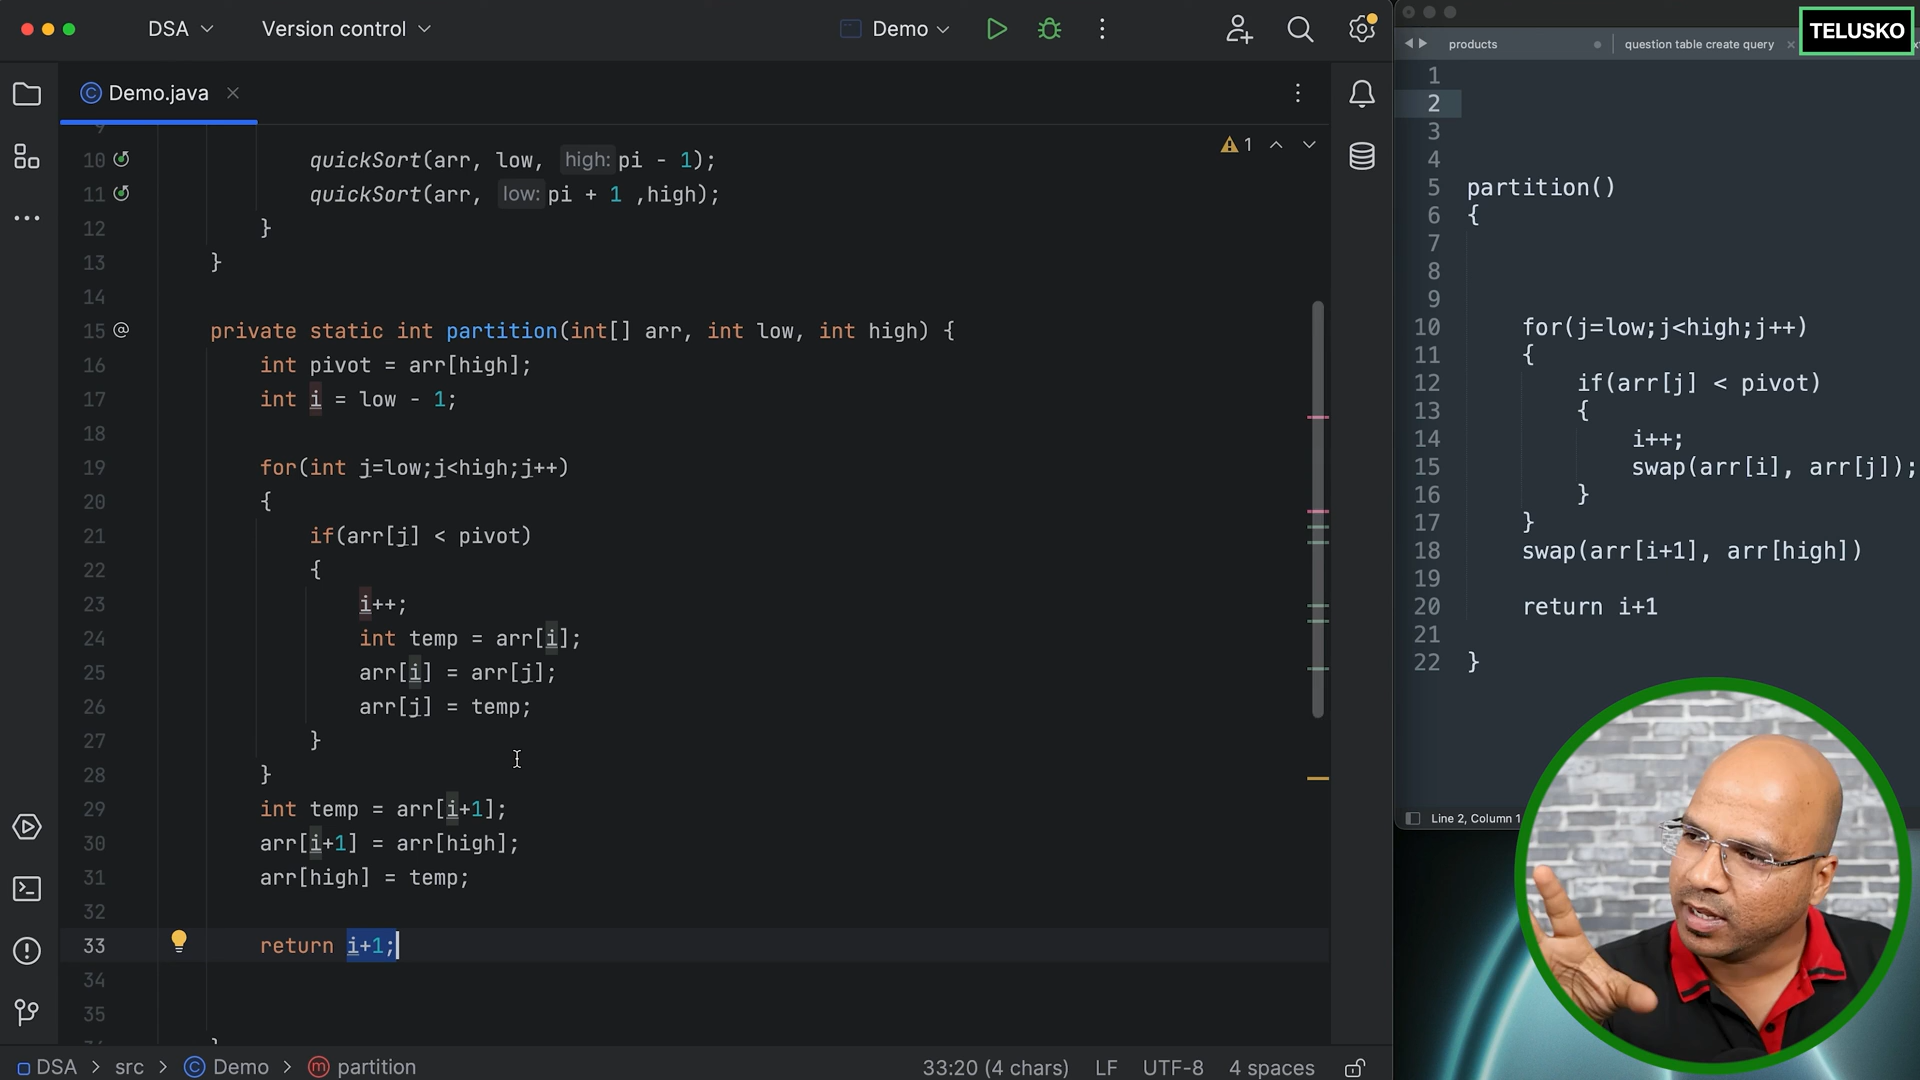 DSA
Version control
Demo
Demo.java
1
10 quickSort(arr, low, high: pi - 1);
11 quickSort(arr, low: pi + 1 ,high);
12 }
13 }
14
15 private static int partition(int[] arr, int low, int high) {
16 int pivot = arr[high];
17 int i = low - 1;
18
19 for(int j=low;j<high;j++)
20 {
21 if(arr[j] < pivot)
22 {
23 i++;
24 int temp = arr[i];
25 arr[i] = arr[j];
26 arr[j] = temp;
27 }
28 }
29 int temp = arr[i+1];
30 arr[i+1] = arr[high];
31 arr[high] = temp;
32
33 return i+1;
34
35
DSA > src > Demo > partition
33:20 (4 chars) LF UTF-8 4 spaces
TELUSKO
products
question table create query
1
2
3
4
5 partition()
6 {
7
8
9
10 for(j=low;j<high;j++)
11 {
12 if(arr[j] < pivot)
13 {
14 i++;
15 swap(arr[i], arr[j]);
16 }
17 }
18 swap(arr[i+1], arr[high])
19
20 return i+1
21
22 }
Line 2, Column 1